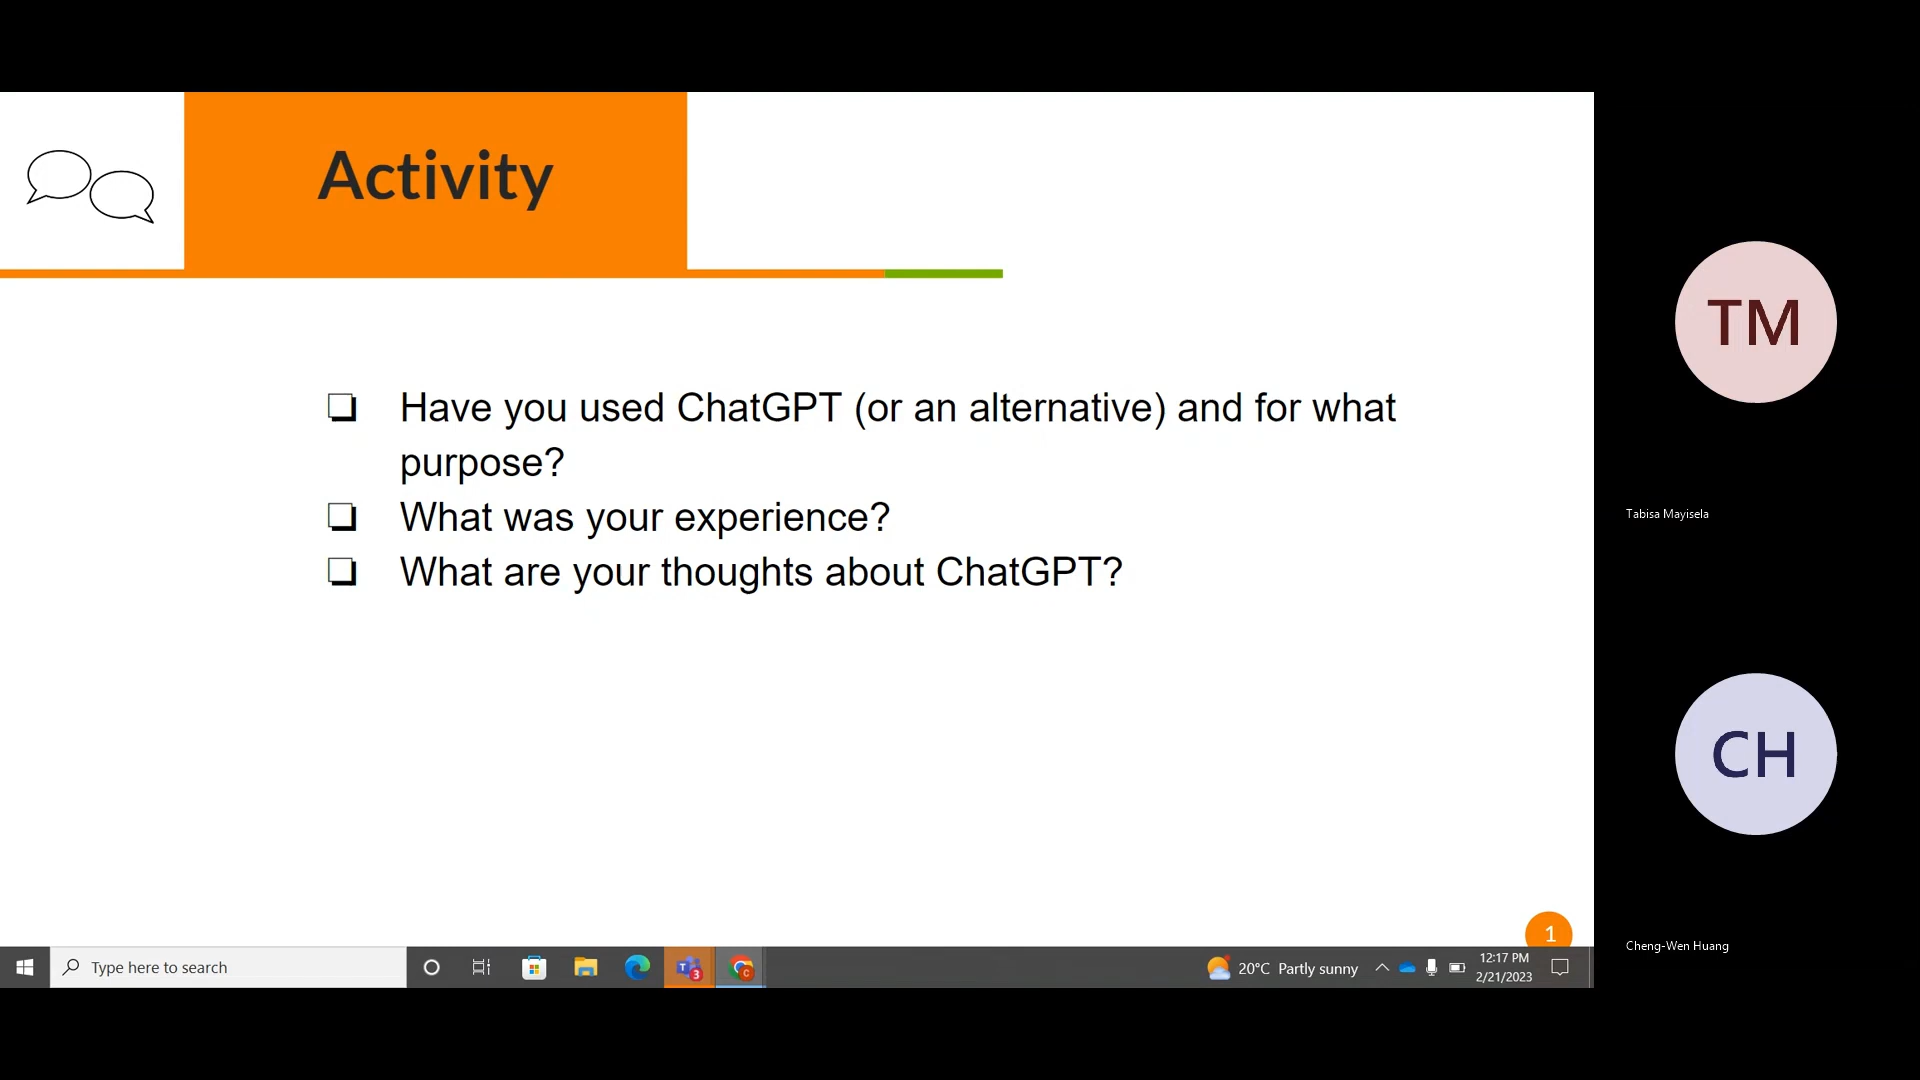 Activity
Have you used ChatGPT (or an alternative) and for what
purpose?
What was your experience?
What are your thoughts about ChatGPT?
1
TM
Tabisa Mayisela
CH
Cheng-Wen Huang
Type here to search
3
C
20°C Partly sunny
12:17 PM
2/21/2023